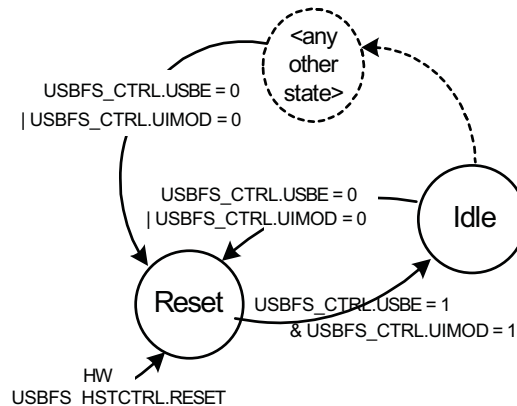 <any
other
state>
USBFS_CTRL.USBE = 0
| USBFS_CTRL.UIMOD = 0
USBFS_CTRL.USBE = 0
| USBFS_CTRL.UIMOD = 0
Idle
Reset
USBFS_CTRL.USBE = 1
& USBFS_CTRL.UIMOD = 1
HW
USBFS_HSTCTRL.RESET